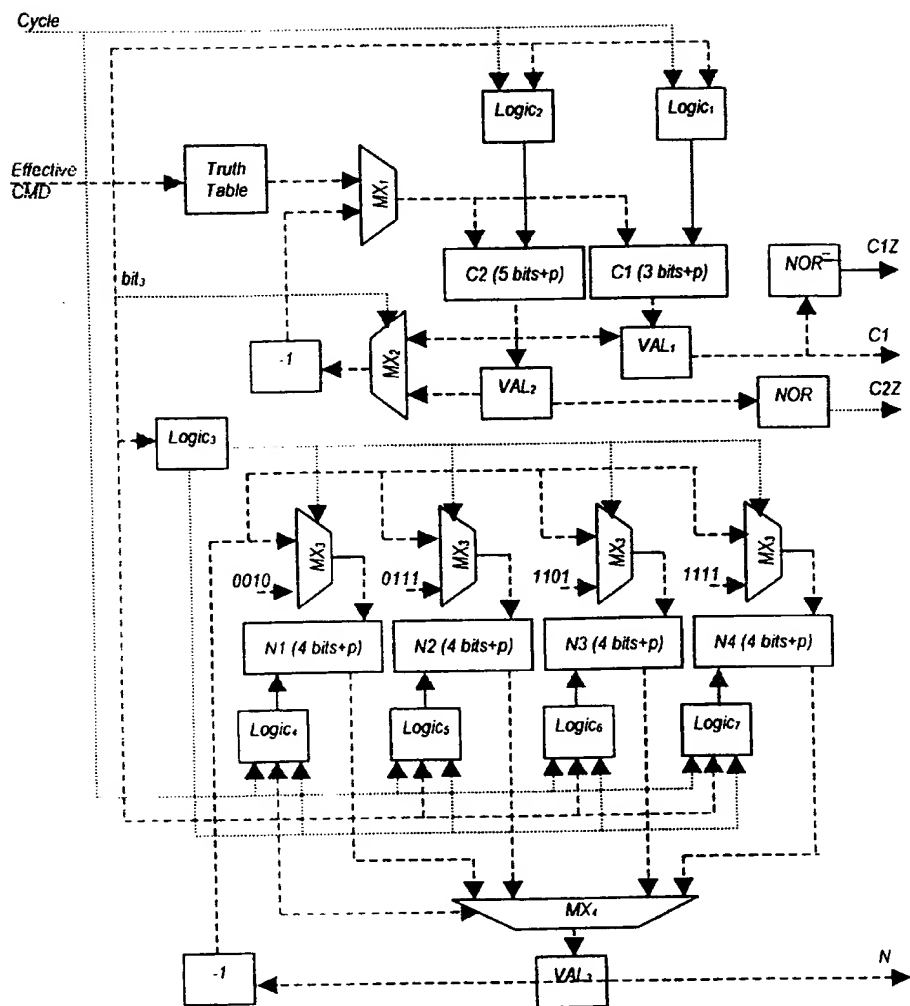 Cycle
Logic2
Logic1
Effective
CMD
Truth
Table
MX1
C2 (5 bits+p)
C1 (3 bits+p)
NOR
C1Z
bit3
-1
MX2
VAL1
C1
VAL2
NOR
C2Z
Logic3
MX3
MX3
MX3
MX3
0010
0111
1101
1111
N1 (4 bits+p)
N2 (4 bits+p)
N3 (4 bits+p)
N4 (4 bits+p)
Logic4
Logic5
Logic6
Logic7
MX4
-1
VAL3
N